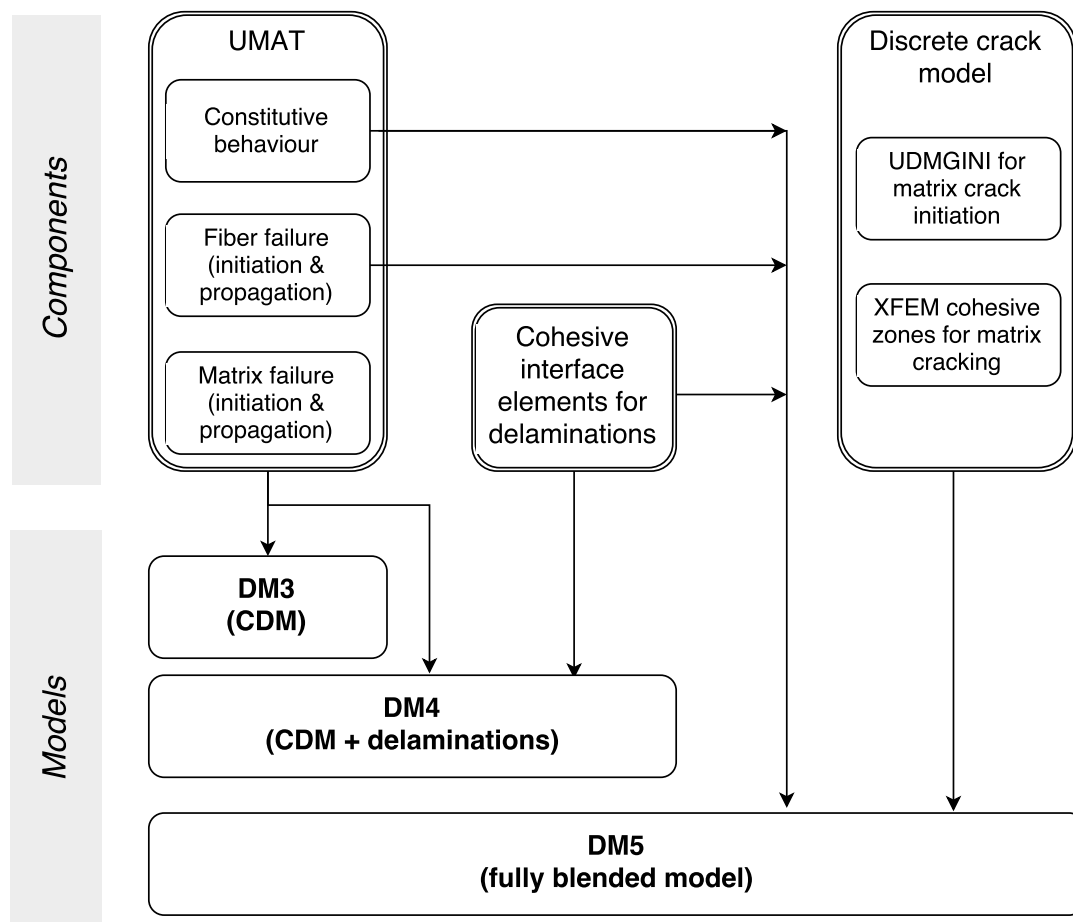 Components
UMAT
Constitutive
behaviour
Fiber failure
(initiation &
propagation)
Matrix failure
(initiation &
propagation)
Cohesive
interface
elements for
delaminations
Discrete crack
model
UDMGINI for
matrix crack
initiation
XFEM cohesive
zones for matrix
cracking
Models
DM3
(CDM)
DM4
(CDM + delaminations)
DM5
(fully blended model)